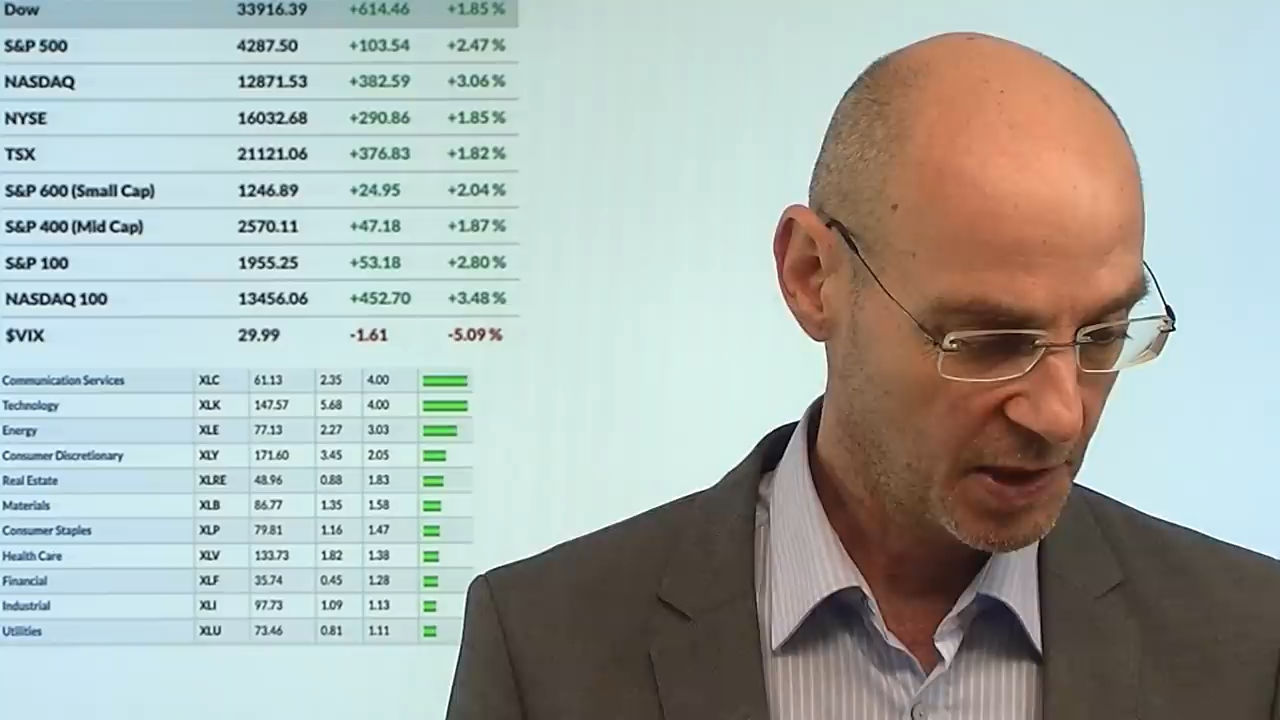 Dow 33916.39 +614.46 +1.85 %
S&P 500 4287.50 +103.54 +2.47 %
NASDAQ 12871.53 +382.59 +3.06 %
NYSE 16032.68 +290.86 +1.85 %
TSX 21121.06 +376.83 +1.82 %
S&P 600 (Small Cap) 1246.89 +24.95 +2.04 %
S&P 400 (Mid Cap) 2570.11 +47.18 +1.87 %
S&P 100 1955.25 +53.18 +2.80 %
NASDAQ 100 13456.06 +452.70 +3.48 %
$VIX 29.99 -1.61 -5.09 %
Communication Services XLC 61.13 2.35 4.00
Technology XLK 147.57 5.68 4.00
Energy XLE 77.13 2.27 3.03
Consumer Discretionary XLY 171.60 3.45 2.05
Real Estate XLRE 48.96 0.88 1.83
Materials XLB 86.77 1.35 1.58
Consumer Staples XLP 79.81 1.16 1.47
Health Care XLV 133.73 1.82 1.38
Financial XLF 35.74 0.45 1.28
Industrial XLI 97.73 1.09 1.13
Utilities XLU 73.46 0.81 1.11